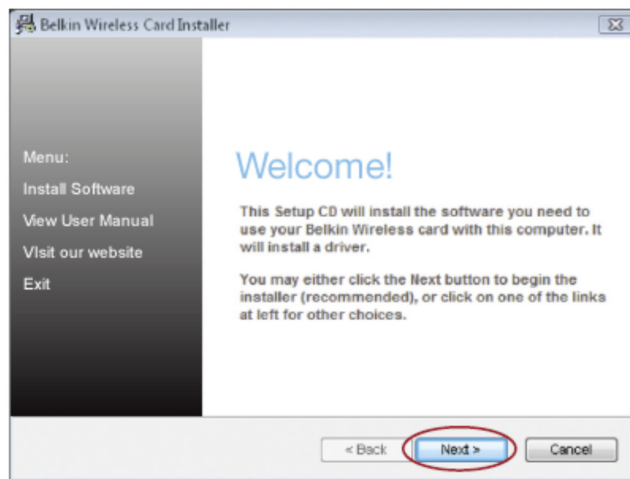 Belkin Wireless Card Installer
Menu:
Install Software
View User Manual
VIsit our website
Exit
Welcome!
This Setup CD will install the software you need to
use your Belkin Wireless card with this computer. It
will install a driver.
You may either click the Next button to begin the
installer (recommended), or click on one of the links
at left for other choices.
< Back
Next >
Cancel